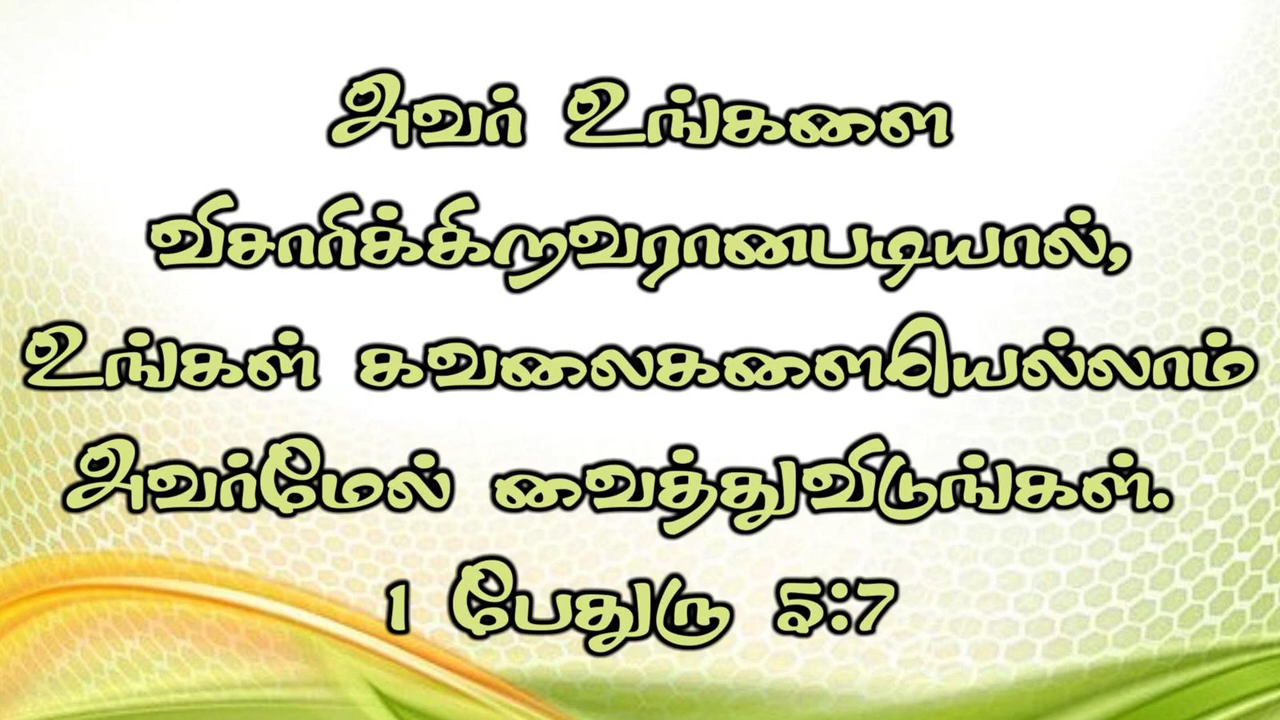 அவர் உங்களை
விசாரிக்கிறவரானபடியால்,
உங்கள் கவலைகளையெல்லாம்
அவர்மேல் வைத்துவிடுங்கள்.
1 பேதுரு 5:7